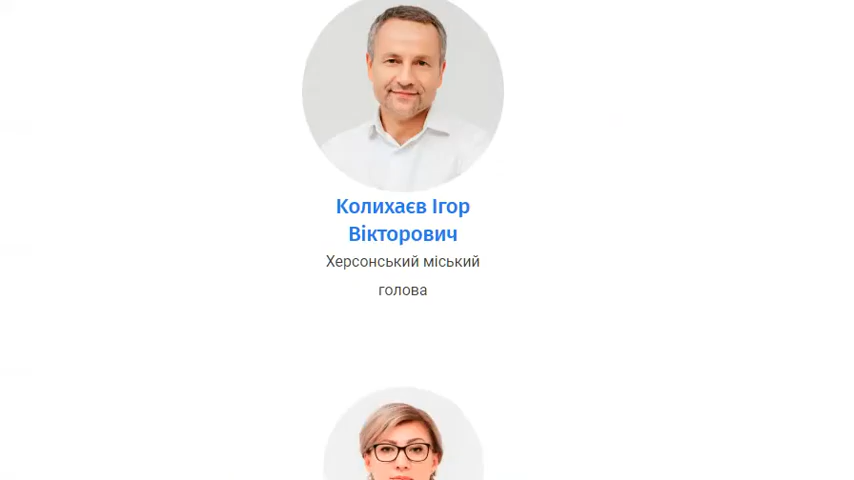 Колихаєв Ігор
Вікторович
Херсонський міський
голова